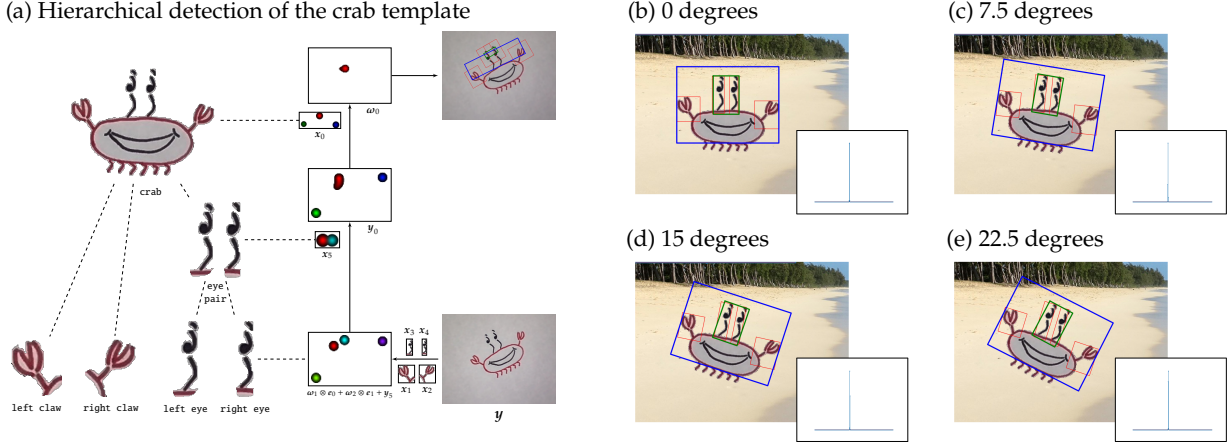 (a) Hierarchical detection of the crab template
ω₀
x₀
crab
y₀
x₅
eye
pair
x₃ x₄
x₁ x₂
left claw right claw left eye right eye
ω₁ ⊗ e₀ + ω₂ ⊗ e₁ + y₅
y
(b) 0 degrees
(c) 7.5 degrees
(d) 15 degrees
(e) 22.5 degrees